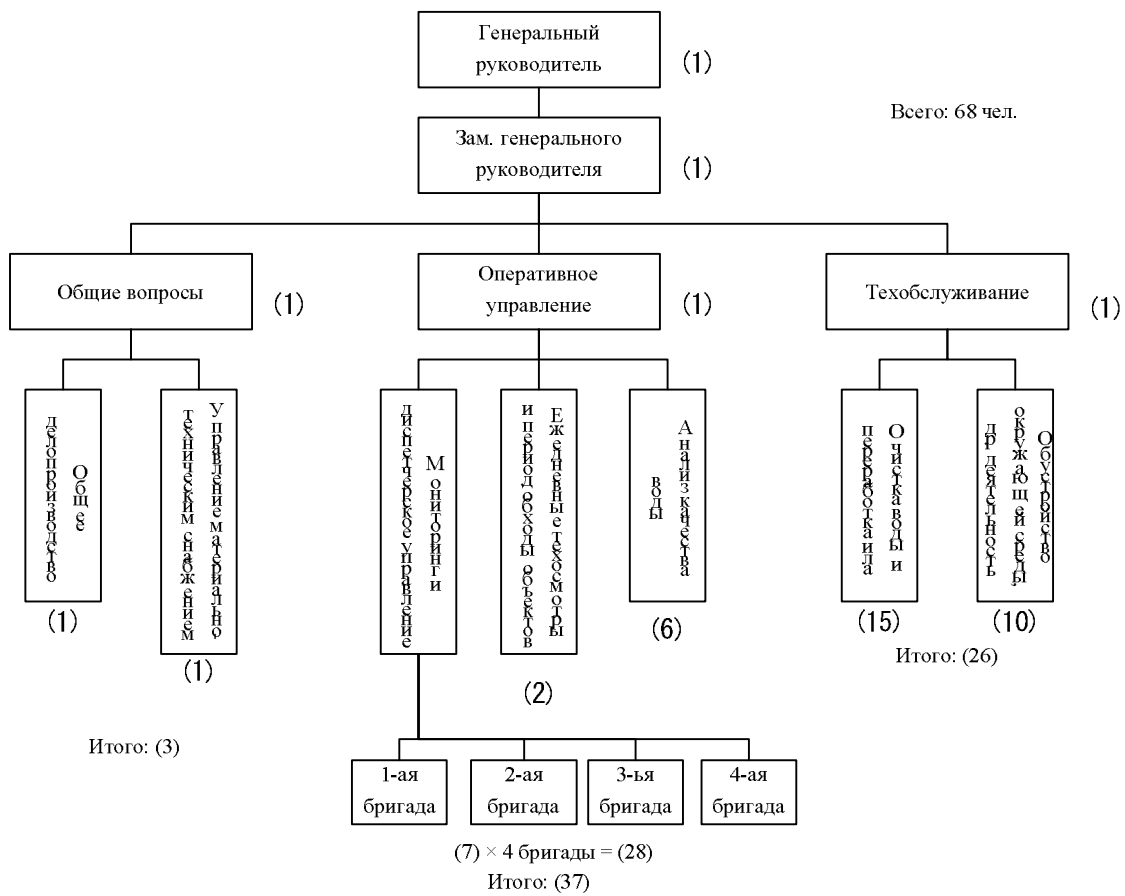 Генеральный
руководитель
(1)
Всего: 68 чел.
Зам. генерального
руководителя
(1)
Общие вопросы
(1)
Оперативное
управление
(1)
Техобслуживание
(1)
Общее
делопроизводство
(1)
Управление материально-
техническим снабжением
(1)
Мониторинг и
диспетчерское управление
Ежедневные техосмотры
и период. обходы объектов
(2)
Анализ качества
воды
(6)
Очистка воды и
переработка ила
(15)
Обустройство
окружающей среды,
др деятельность
(10)
Итого: (26)
Итого: (3)
1-ая
бригада
2-ая
бригада
3-ья
бригада
4-ая
бригада
(7) × 4 бригады = (28)
Итого: (37)